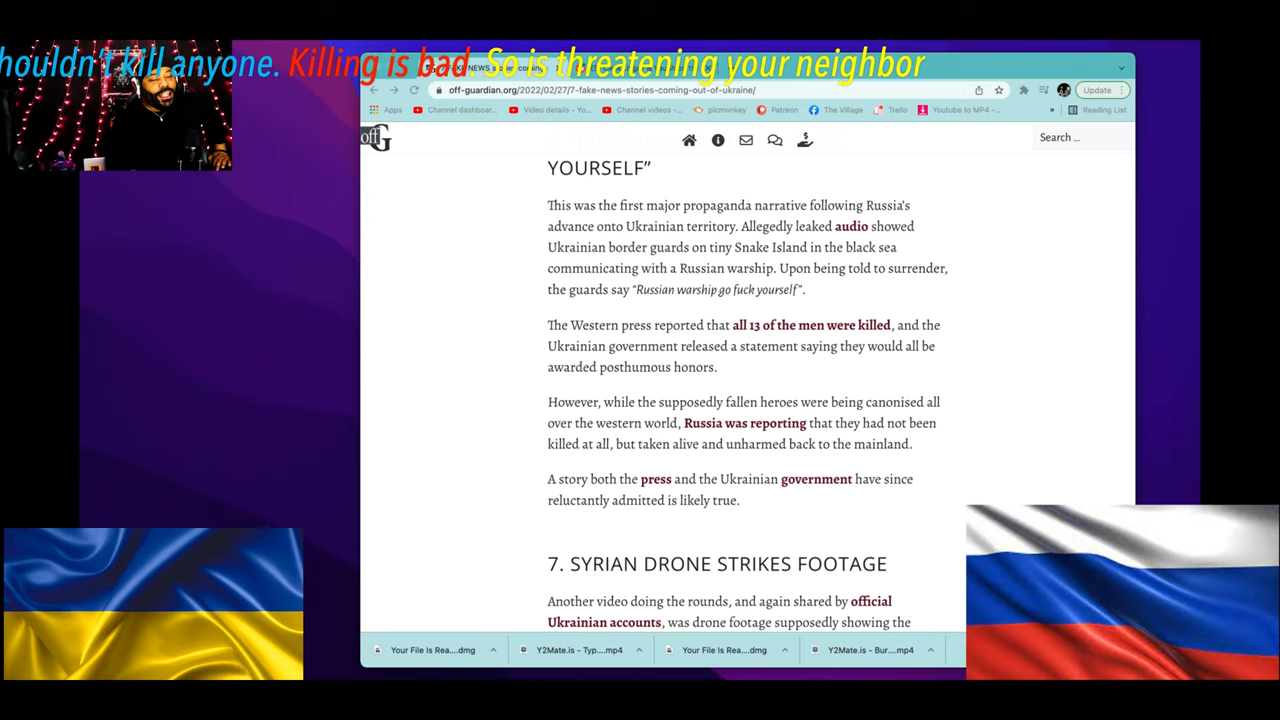 houldn't kill anyone. Killing is bad. So is threatening your neighbor
off-guardian.org/2022/02/27/7-fake-news-stories-coming-out-of-ukraine/
Update
Apps
Channel dashboar...
Video details - Yo...
Channel videos -...
picmonkey
Patreon
The Village
Trello
Youtube to MP4 -...
»
Reading List
off G
Search ...
YOURSELF”
This was the first major propaganda narrative following Russia’s
advance onto Ukrainian territory. Allegedly leaked audio showed
Ukrainian border guards on tiny Snake Island in the black sea
communicating with a Russian warship. Upon being told to surrender,
the guards say “Russian warship go fuck yourself”.
The Western press reported that all 13 of the men were killed, and the
Ukrainian government released a statement saying they would all be
awarded posthumous honors.
However, while the supposedly fallen heroes were being canonised all
over the western world, Russia was reporting that they had not been
killed at all, but taken alive and unharmed back to the mainland.
A story both the press and the Ukrainian government have since
reluctantly admitted is likely true.
7. SYRIAN DRONE STRIKES FOOTAGE
Another video doing the rounds, and again shared by official
Ukrainian accounts, was drone footage supposedly showing the
Your File Is Rea....dmg
Y2Mate.is - Typ....mp4
Your File Is Rea....dmg
Y2Mate.is - Bur....mp4